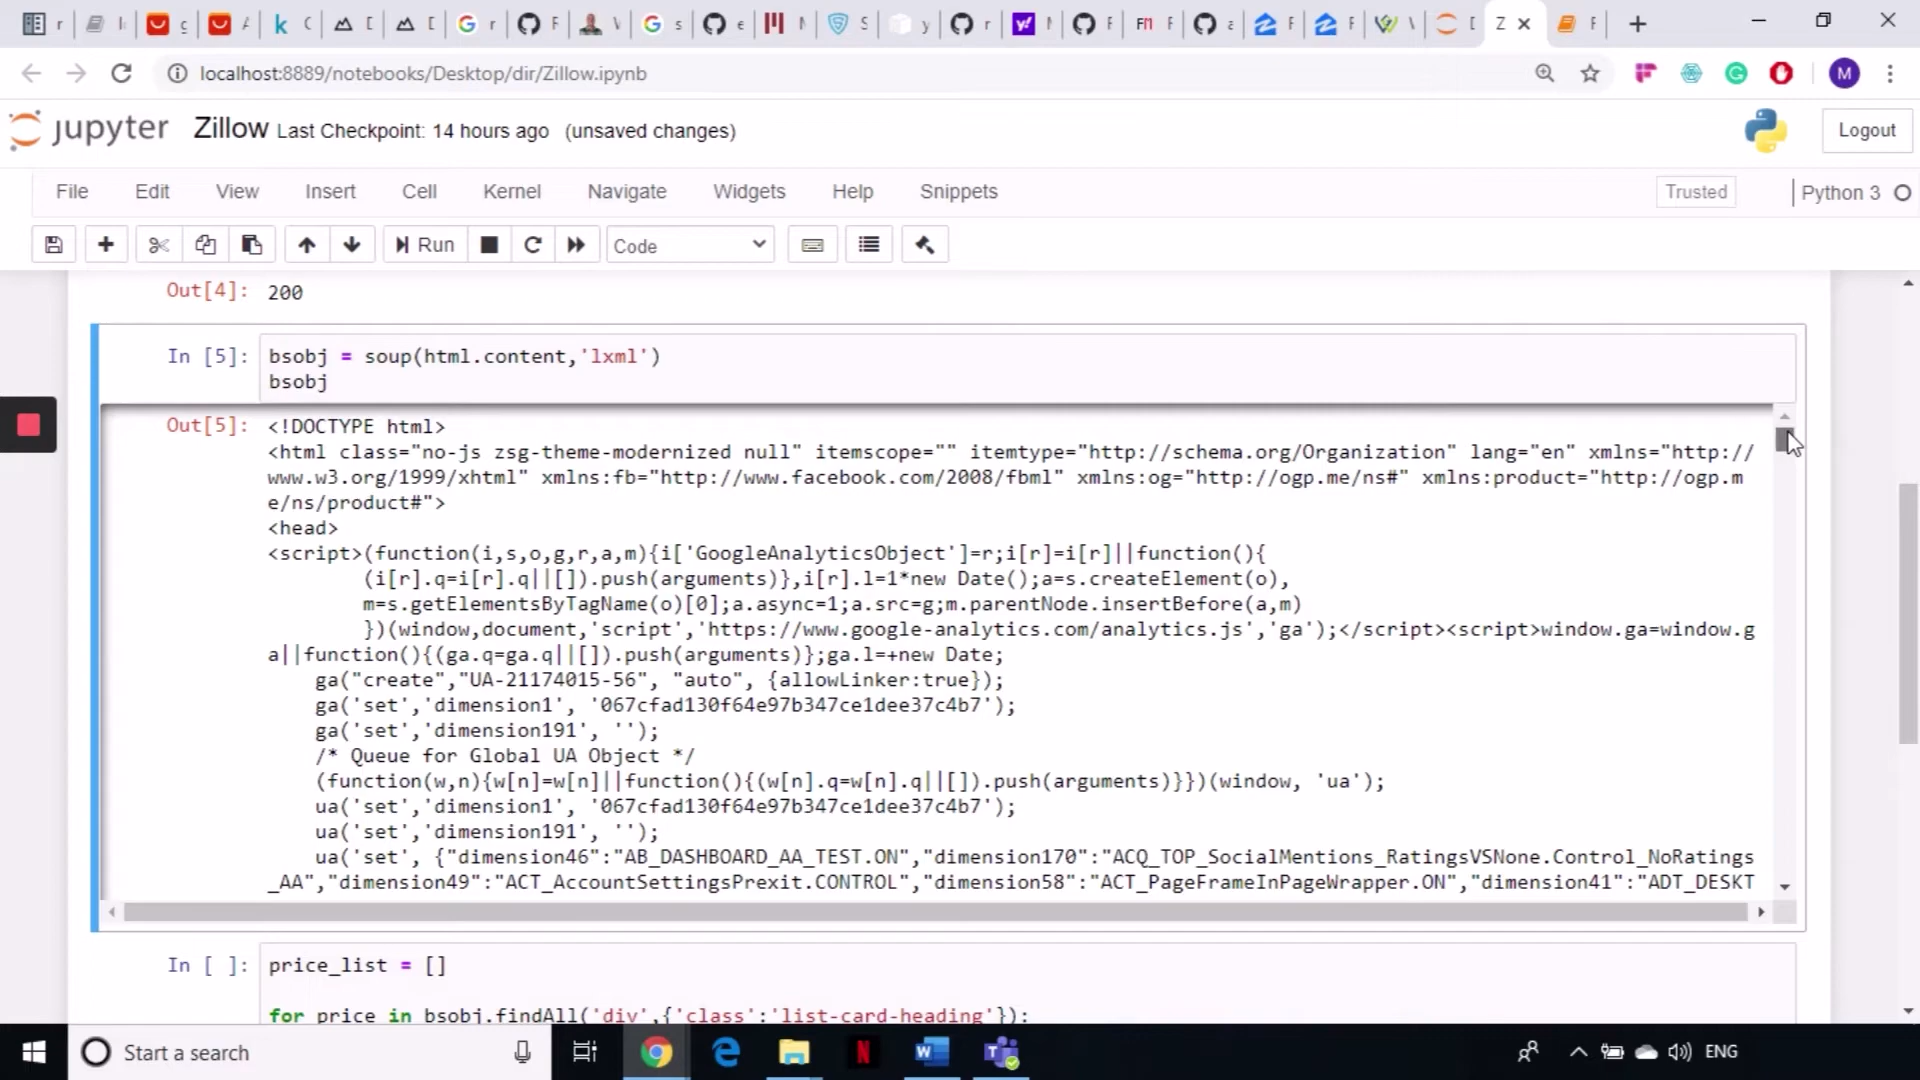 localhost:8889/notebooks/Desktop/dir/Zillow.ipynb
M
jupyter Zillow Last Checkpoint: 14 hours ago (unsaved changes)
Logout
File Edit View Insert Cell Kernel Navigate Widgets Help Snippets
Trusted
Python 3
Run
Code
Out[4]: 200
In [5]: bsobj = soup(html.content,'lxml')
bsobj
Out[5]: <!DOCTYPE html>
<html class="no-js zsg-theme-modernized null" itemscope="" itemtype="http://schema.org/Organization" lang="en" xmlns="http://
www.w3.org/1999/xhtml" xmlns:fb="http://www.facebook.com/2008/fbml" xmlns:og="http://ogp.me/ns#" xmlns:product="http://ogp.m
e/ns/product#">
<head>
<script>(function(i,s,o,g,r,a,m){i['GoogleAnalyticsObject']=r;i[r]=i[r]||function(){
(i[r].q=i[r].q||[]).push(arguments)},i[r].l=1*new Date();a=s.createElement(o),
m=s.getElementsByTagName(o)[0];a.async=1;a.src=g;m.parentNode.insertBefore(a,m)
})(window,document,'script','https://www.google-analytics.com/analytics.js','ga');</script><script>window.ga=window.g
a||function(){(ga.q=ga.q||[]).push(arguments)};ga.l=+new Date;
ga("create","UA-21174015-56", "auto", {allowLinker:true});
ga('set','dimension1', '067cfad130f64e97b347ce1dee37c4b7');
ga('set','dimension191', '');
/* Queue for Global UA Object */
(function(w,n){w[n]=w[n]||function(){(w[n].q=w[n].q||[]).push(arguments)}})(window, 'ua');
ua('set','dimension1', '067cfad130f64e97b347ce1dee37c4b7');
ua('set','dimension191', '');
ua('set', {"dimension46":"AB_DASHBOARD_AA_TEST.ON","dimension170":"ACQ_TOP_SocialMentions_RatingsVSNone.Control_NoRatings
_AA","dimension49":"ACT_AccountSettingsPrexit.CONTROL","dimension58":"ACT_PageFrameInPageWrapper.ON","dimension41":"ADT_DESKT
In [ ]: price_list = []
for price in bsobj.findAll('div',{'class':'list-card-heading'}):
Start a search
ENG